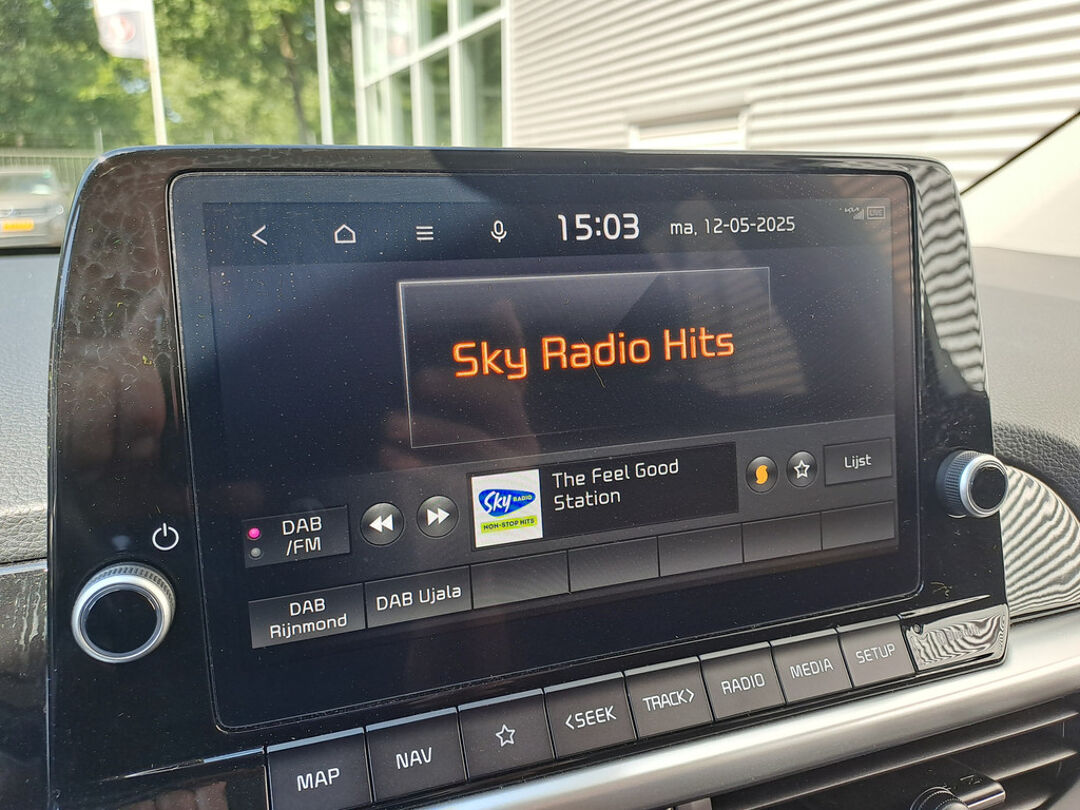 15:03 ma, 12-05-2025
LIVE
Sky Radio Hits
Sky RADIO
NON-STOP HITS
The Feel Good
Station
Lijst
DAB
/FM
DAB
Rijnmond
DAB Ujala
MAP
NAV
<SEEK
TRACK>
RADIO
MEDIA
SETUP